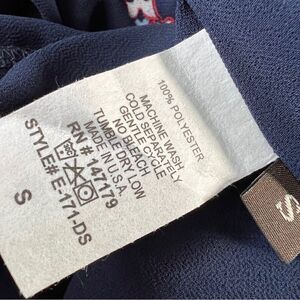 100% POLYESTER
MACHINE WASH
COLD SEPARATELY
GENTLE CYCLE
NO BLEACH
TUMBLE DRY LOW
MADE IN U.S.A.
RN# 147179
STYLE# E-171-DS
S
S